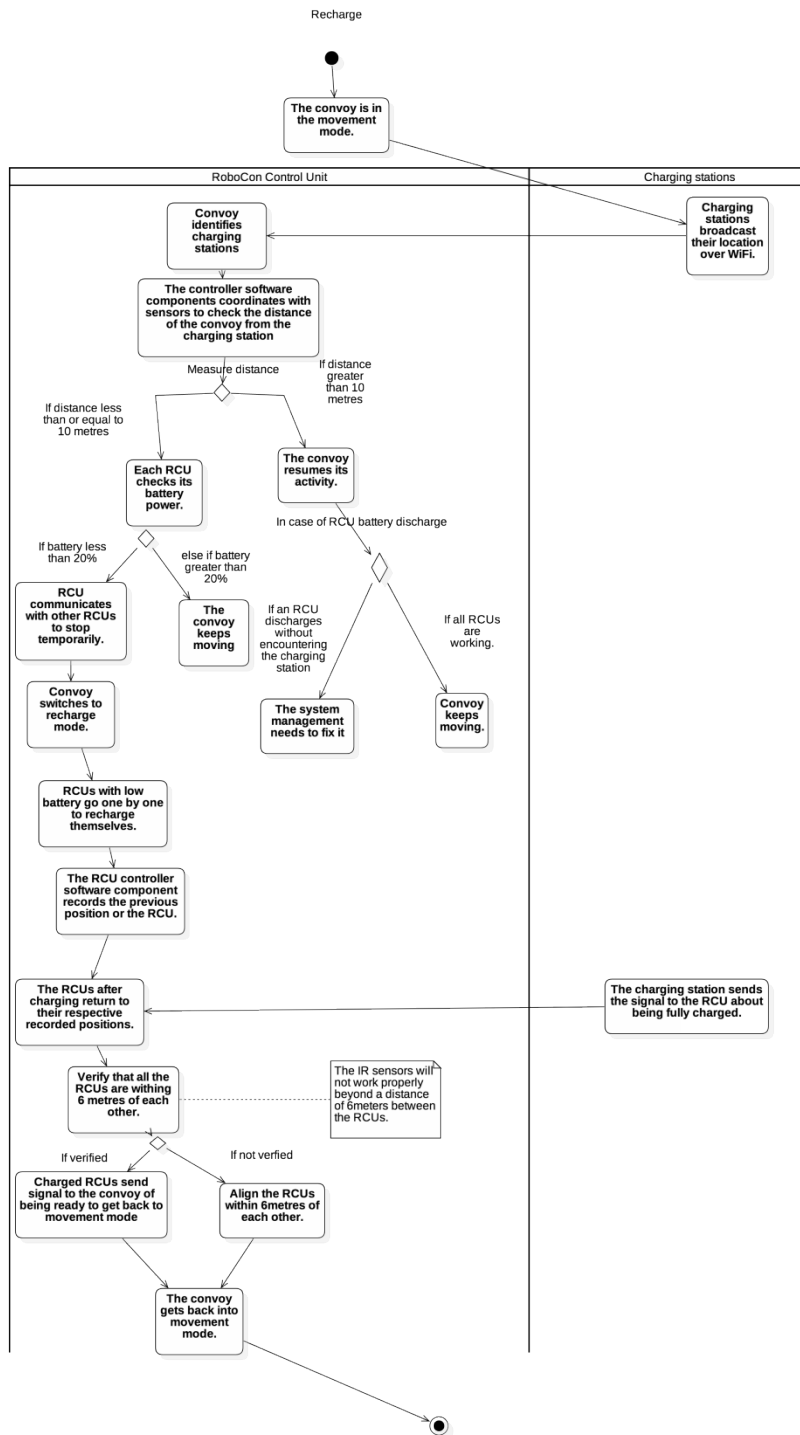 Recharge
The convoy is in
the movement
mode.
RoboCon Control Unit
Charging stations
Charging
stations
broadcast
their location
over WiFi.
Convoy
identifies
charging
stations
The controller software
components coordinates with
sensors to check the distance
of the convoy from the
charging station
Measure distance
If distance
greater
than 10
metres
If distance less
than or equal to
10 metres
Each RCU
checks its
battery
power.
The convoy
resumes its
activity.
In case of RCU battery discharge
If battery less
than 20%
else if battery
greater than
20%
RCU
communicates
with other RCUs
to stop
temporarily.
The
convoy
keeps
moving
If an RCU
discharges
without
encountering
the charging
station
If all RCUs
are
working.
Convoy
switches to
recharge
mode.
The system
management
needs to fix it
Convoy
keeps
moving.
RCUs with low
battery go one by one
to recharge
themselves.
The RCU controller
software component
records the previous
position or the RCU.
The RCUs after
charging return to
their respective
recorded positions.
The charging station sends
the signal to the RCU about
being fully charged.
Verify that all the
RCUs are withing
6 metres of each
other.
The IR sensors will
not work properly
beyond a distance
of 6meters between
the RCUs.
If verified
If not verfied
Charged RCUs send
signal to the convoy of
being ready to get back to
movement mode
Align the RCUs
within 6metres of
each other.
The convoy
gets back into
movement
mode.